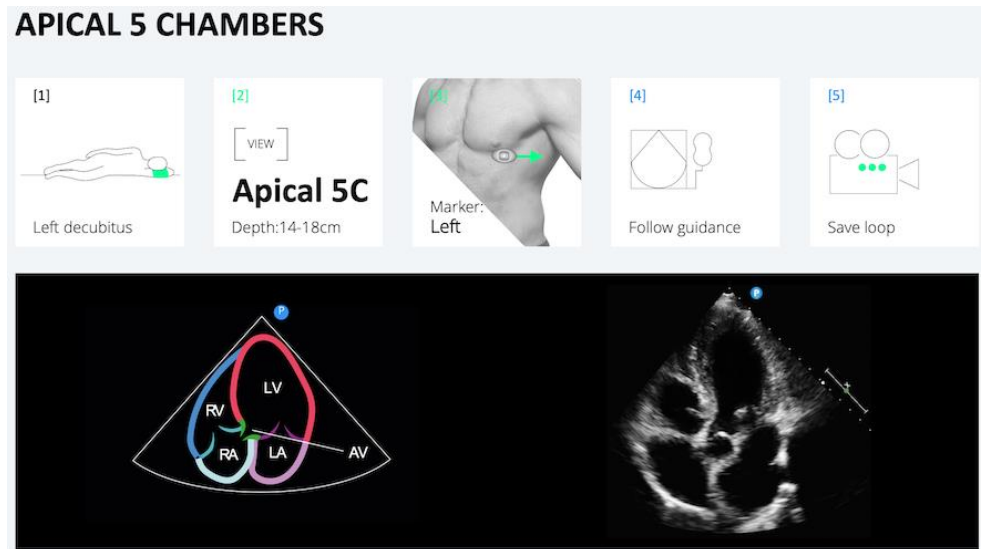 APICAL 5 CHAMBERS
[1]
Left decubitus
[2]
VIEW
Apical 5C
Depth:14-18cm
[3]
Marker:
Left
[4]
Follow guidance
[5]
Save loop
P
LV
RV
RA
LA
AV
P